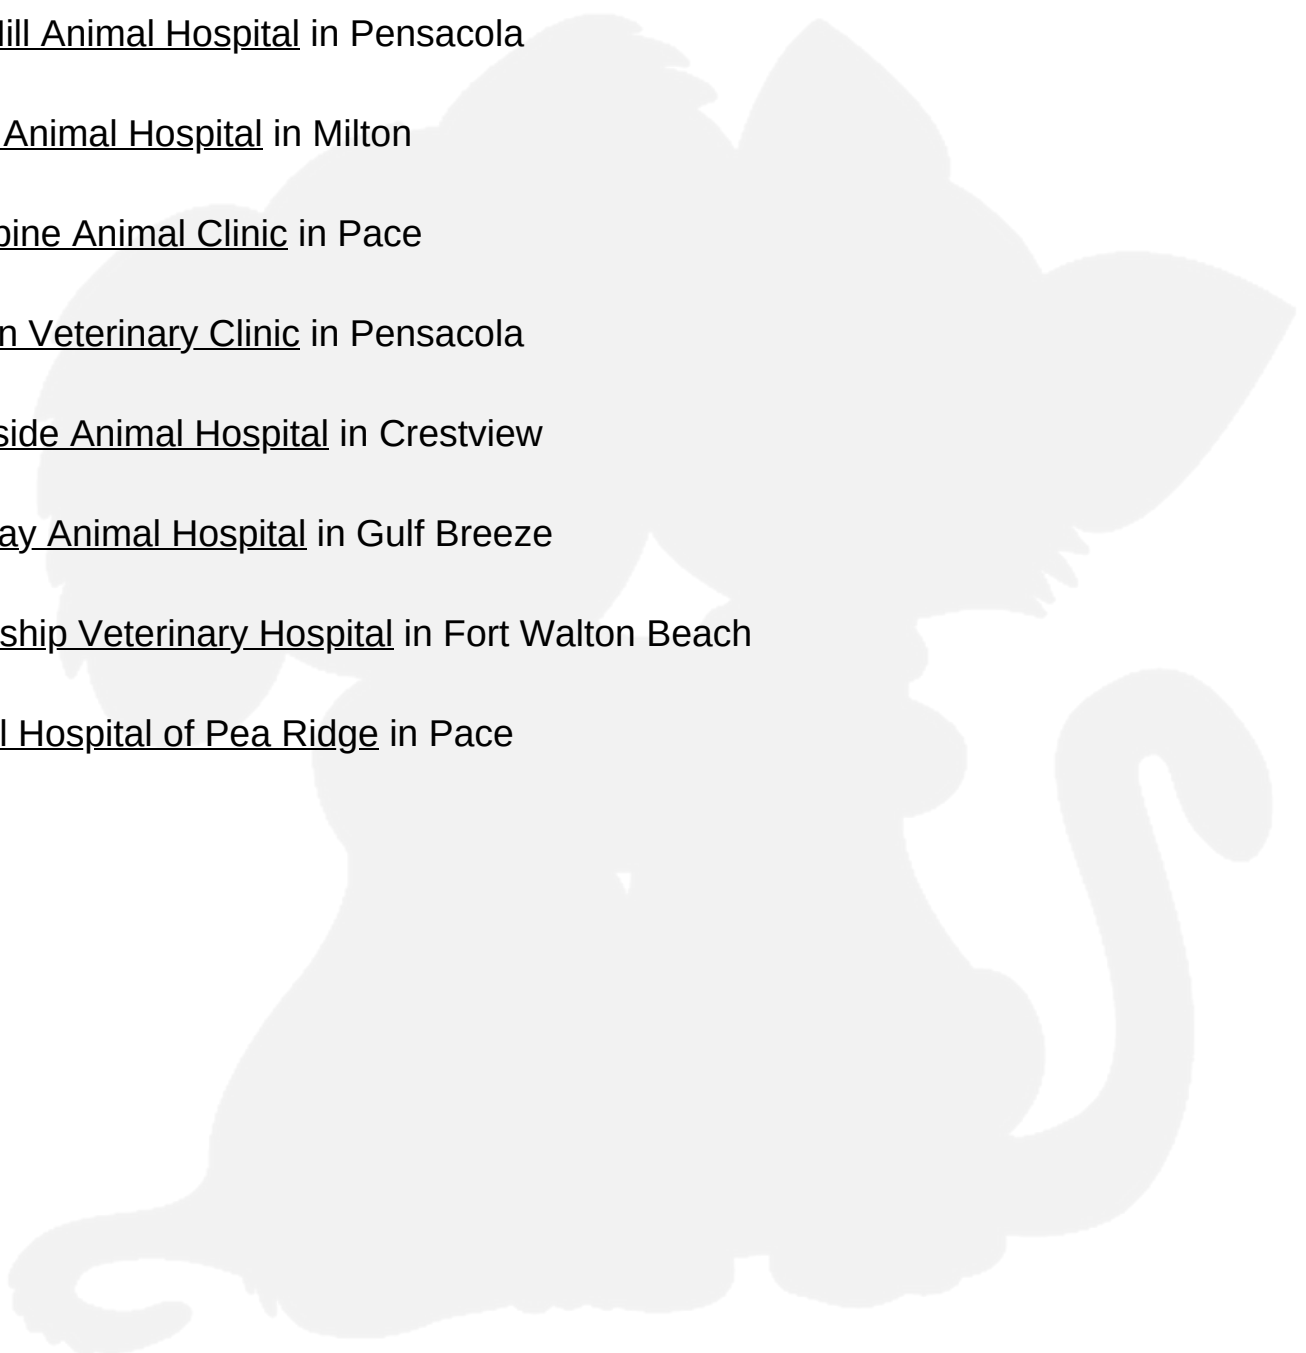 ill Animal Hospital in Pensacola
Animal Hospital in Milton
pine Animal Clinic in Pace
n Veterinary Clinic in Pensacola
side Animal Hospital in Crestview
ay Animal Hospital in Gulf Breeze
ship Veterinary Hospital in Fort Walton Beach
l Hospital of Pea Ridge in Pace